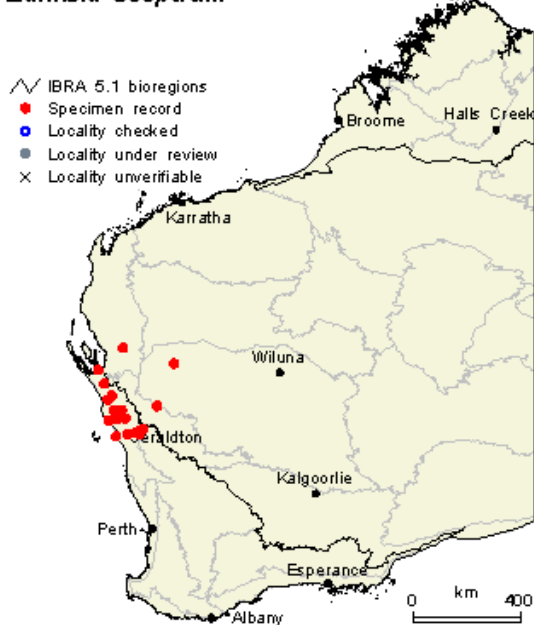 IBRA 5.1 bioregions
Specimen record
Locality checked
Locality under review
Locality unverifiable
Broome
Halls Creek
Karratha
Wiluna
Kalgoorlie
Perth
Esperance
Albany
km
0 400